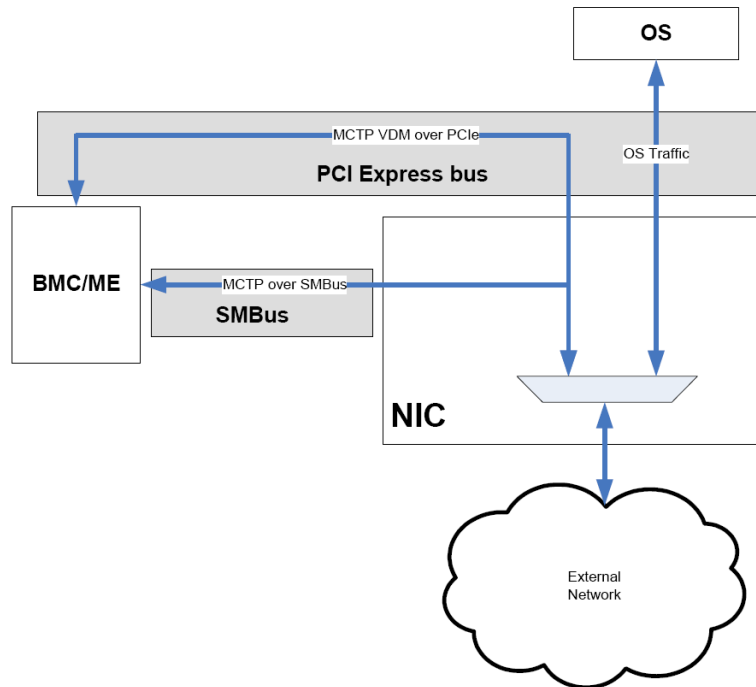 OS
MCTP VDM over PCIe
OS Traffic
PCI Express bus
BMC/ME
MCTP over SMBus
SMBus
NIC
External
Network